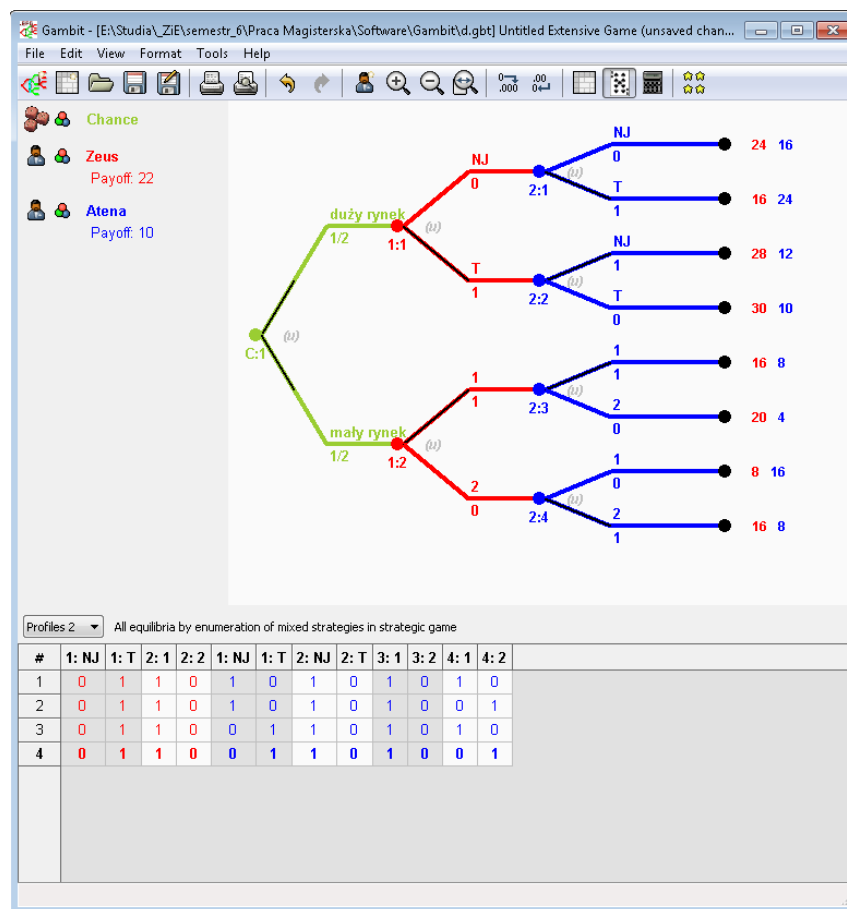 Gambit - [E:\Studia\_ZiE\semestr_6\Praca Magisterska\Software\Gambit\d.gbt] Untitled Extensive Game (unsaved chan...
File Edit View Format Tools Help
0 .000
.00 0
Chance
Zeus
Payoff: 22
Atena
Payoff: 10
C:1
(u)
duży rynek
1/2
1:1
(u)
mały rynek
1/2
1:2
(u)
NJ
0
2:1
(u)
T
1
2:2
(u)
1
1
2:3
(u)
2
0
2:4
(u)
NJ
0
24 16
T
1
16 24
NJ
1
28 12
T
0
30 10
1
1
16 8
2
0
20 4
1
0
8 16
2
1
16 8
Profiles 2 All equilibria by enumeration of mixed strategies in strategic game
# 1: NJ 1: T 2: 1 2: 2 1: NJ 1: T 2: NJ 2: T 3: 1 3: 2 4: 1 4: 2
1 0 1 1 0 1 0 1 0 1 0 1 0
2 0 1 1 0 1 0 1 0 1 0 0 1
3 0 1 1 0 0 1 1 0 1 0 1 0
4 0 1 1 0 0 1 1 0 1 0 0 1